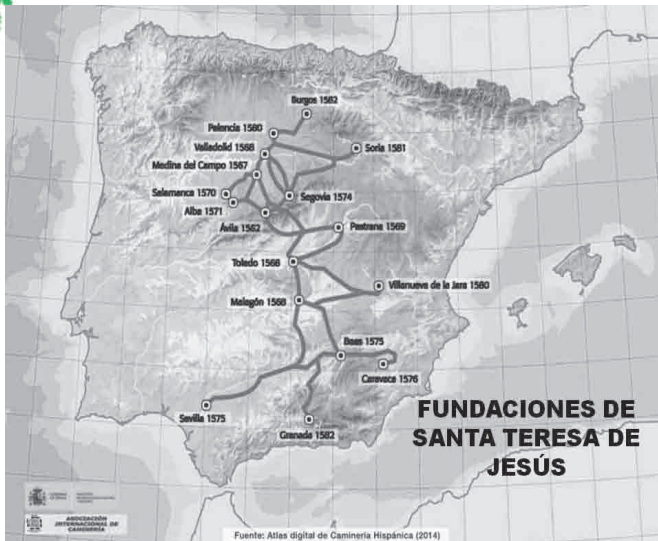 Burgos 1582
Palencia 1580
Valladolid 1568
Soria 1581
Medina del Campo 1567
Salamanca 1570
Segovia 1574
Alba 1571
Ávila 1562
Pastrana 1569
Toledo 1568
Villanueva de la Jara 1580
Malagón 1568
Beas 1575
Caravaca 1576
Sevilla 1575
Granada 1582
FUNDACIONES DE
SANTA TERESA DE
JESÚS
ASOCIACIÓN
INTERNACIONAL DE
CAMINERÍA
Fuente: Atlas digital de Caminería Hispánica (2014)